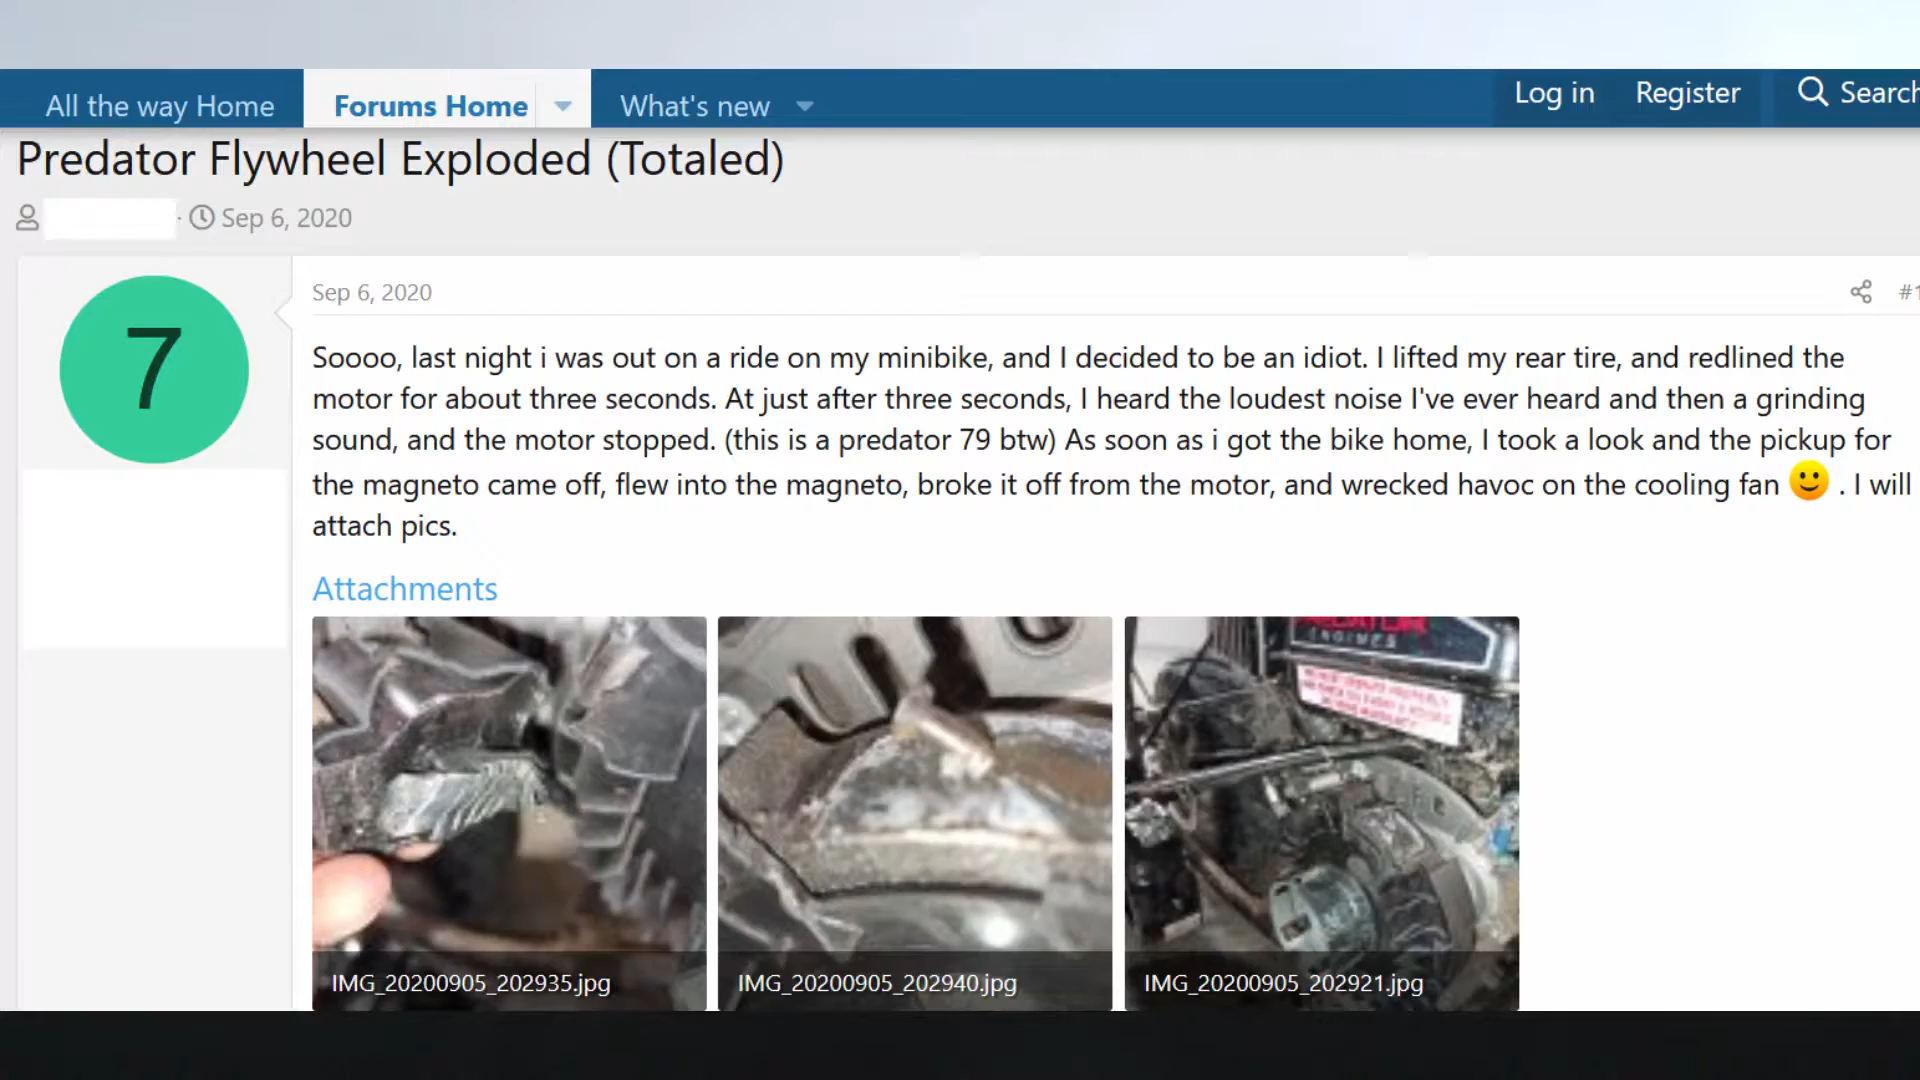 All the way Home
Forums Home
What's new
Log in
Register
Search
Predator Flywheel Exploded (Totaled)
Sep 6, 2020
7
Sep 6, 2020
#1
Soooo, last night i was out on a ride on my minibike, and I decided to be an idiot. I lifted my rear tire, and redlined the
motor for about three seconds. At just after three seconds, I heard the loudest noise I've ever heard and then a grinding
sound, and the motor stopped. (this is a predator 79 btw) As soon as i got the bike home, I took a look and the pickup for
the magneto came off, flew into the magneto, broke it off from the motor, and wrecked havoc on the cooling fan 🙂 . I will
attach pics.
Attachments
ENGINES
IMG_20200905_202935.jpg
IMG_20200905_202940.jpg
IMG_20200905_202921.jpg